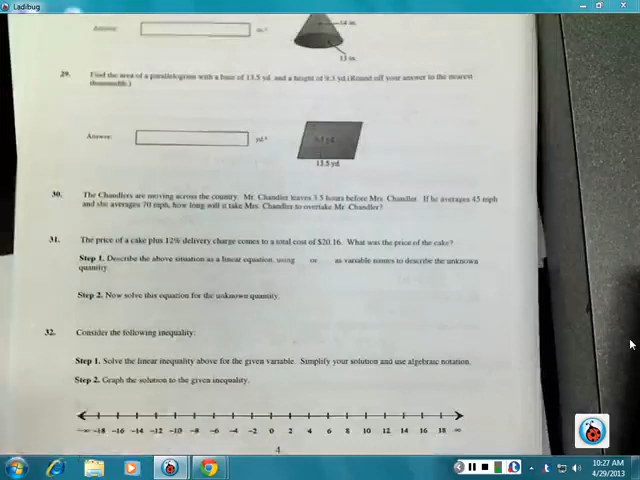 Ladibug
Answer:
in.³
14 in.
13 in.
29. Find the area of a parallelogram with a base of 13.5 yd. and a height of 9.3 yd. (Round off your answer to the nearest
thousandth.)
Answer:
yd.²
13.5 yd.
30. The Chandlers are moving across the country. Mr. Chandler leaves 3.5 hours before Mrs. Chandler. If he averages 45 mph
and she averages 70 mph, how long will it take Mrs. Chandler to overtake Mr. Chandler?
31. The price of a cake plus 12% delivery charge comes to a total cost of $20.16. What was the price of the cake?
Step 1. Describe the above situation as a linear equation, using or as variable names to describe the unknown
quantity.
Step 2. Now solve this equation for the unknown quantity.
32. Consider the following inequality:
Step 1. Solve the linear inequality above for the given variable. Simplify your solution and use algebraic notation.
Step 2. Graph the solution to the given inequality.
−∞ −18 −16 −14 −12 −10 −8 −6 −4 −2 0 2 4 6 8 10 12 14 16 18 ∞
4
10:27 AM
4/29/2013